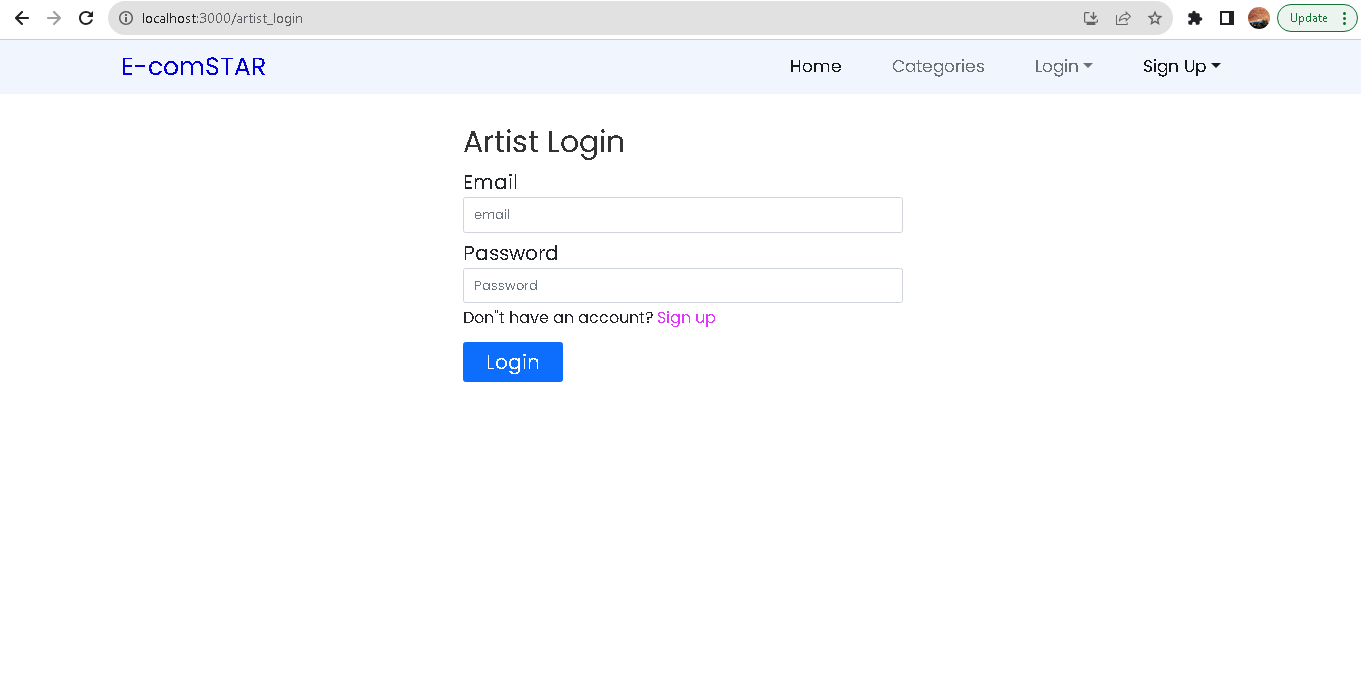 localhost:3000/artist_login
Update
E-comSTAR Home Categories Login Sign Up
Artist Login
Email
email
Password
Password
Don"t have an account? Sign up
Login